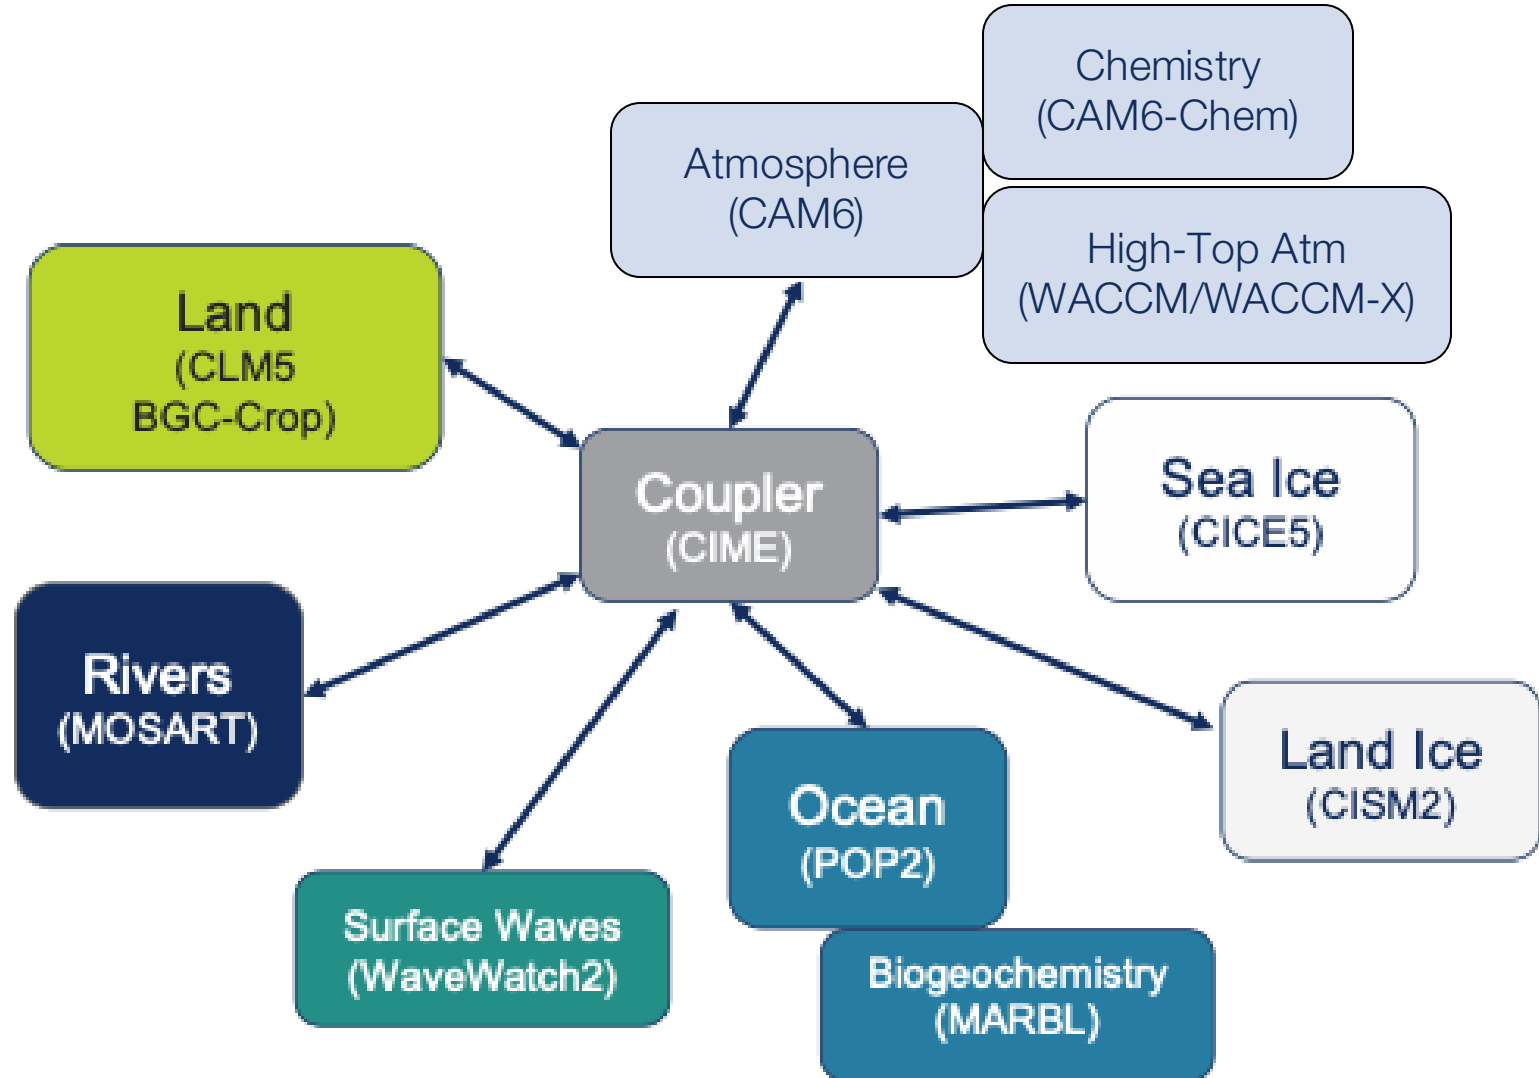 Chemistry
(CAM6-Chem)
Atmosphere
(CAM6)
High-Top Atm
(WACCM/WACCM-X)
Land
(CLM5
BGC-Crop)
Coupler
(CIME)
Sea Ice
(CICE5)
Rivers
(MOSART)
Land Ice
(CISM2)
Ocean
(POP2)
Surface Waves
(WaveWatch2)
Biogeochemistry
(MARBL)